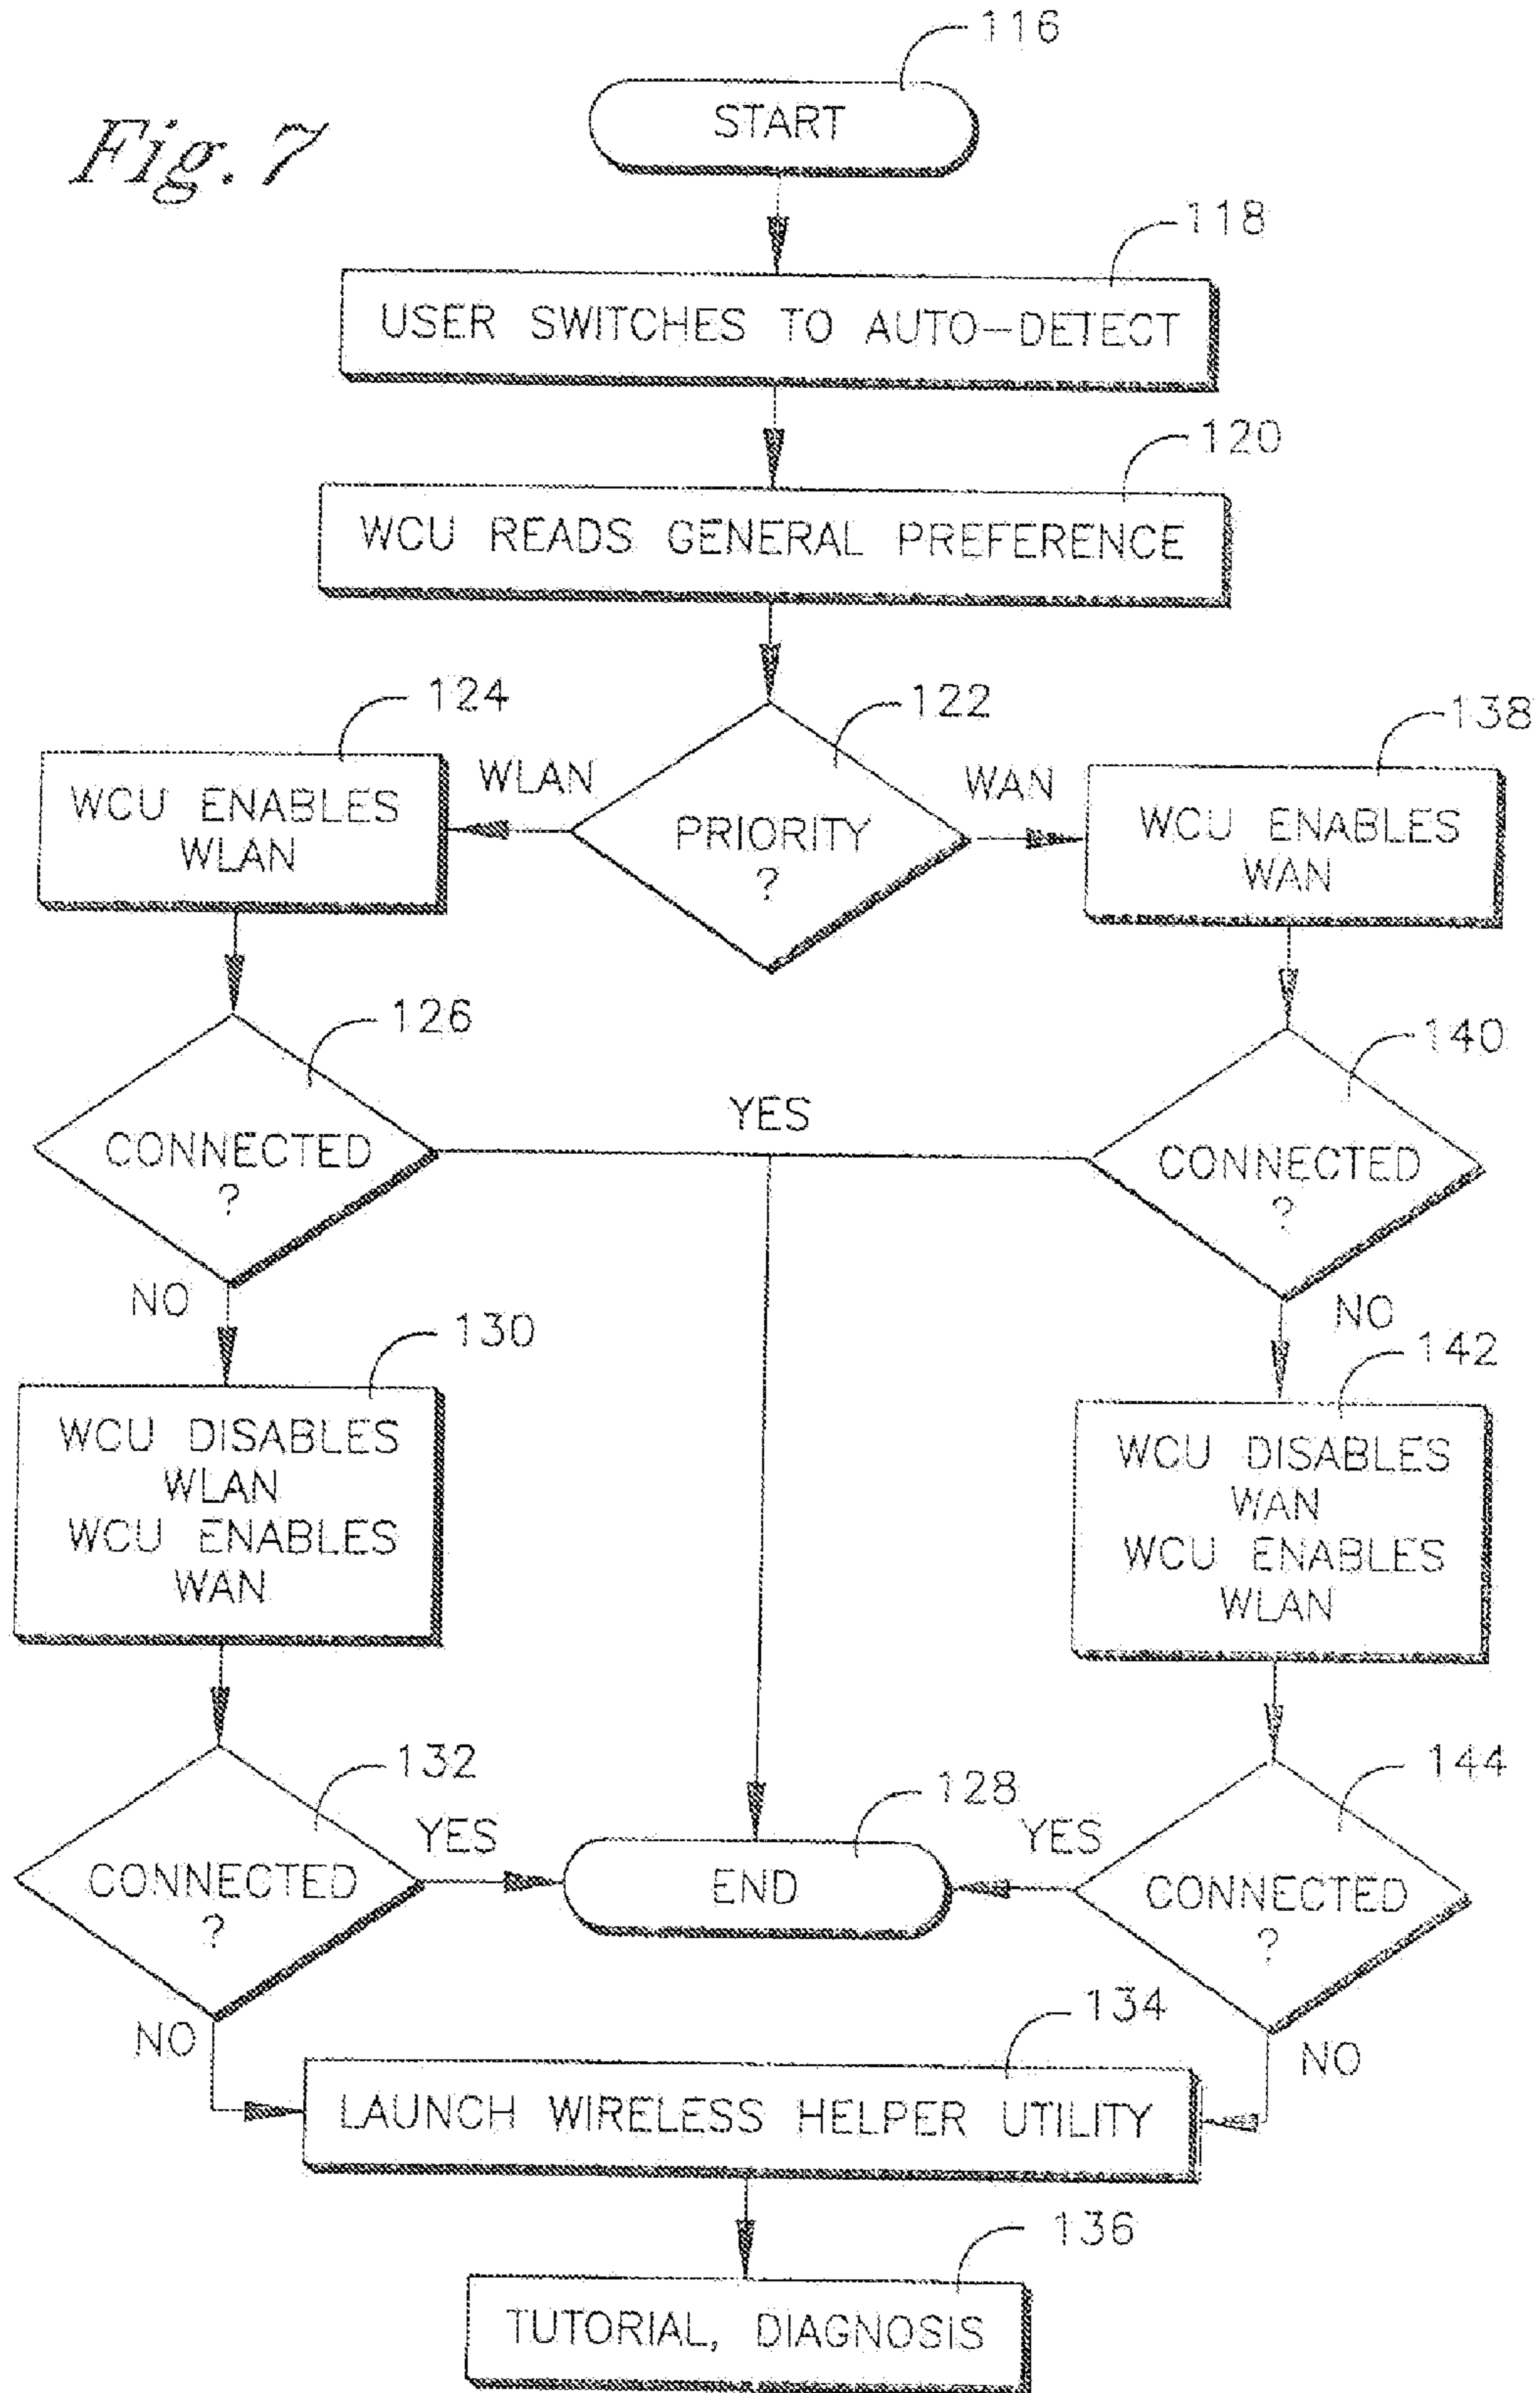 Fig. 7
116
START
118
USER SWITCHES TO AUTO-DETECT
120
WCU READS GENERAL PREFERENCE
124
122
138
WCU ENABLES
WLAN
WLAN
PRIORITY
?
WAN
WCU ENABLES
WAN
126
140
CONNECTED
?
YES
CONNECTED
?
NO
NO
130
142
WCU DISABLES
WLAN
WCU ENABLES
WAN
WCU DISABLES
WAN
WCU ENABLES
WLAN
132
128
144
CONNECTED
?
YES
END
YES
CONNECTED
?
NO
134
NO
LAUNCH WIRELESS HELPER UTILITY
136
TUTORIAL, DIAGNOSIS